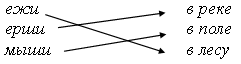 ежи в реке
ерши в поле
мыши в лесу